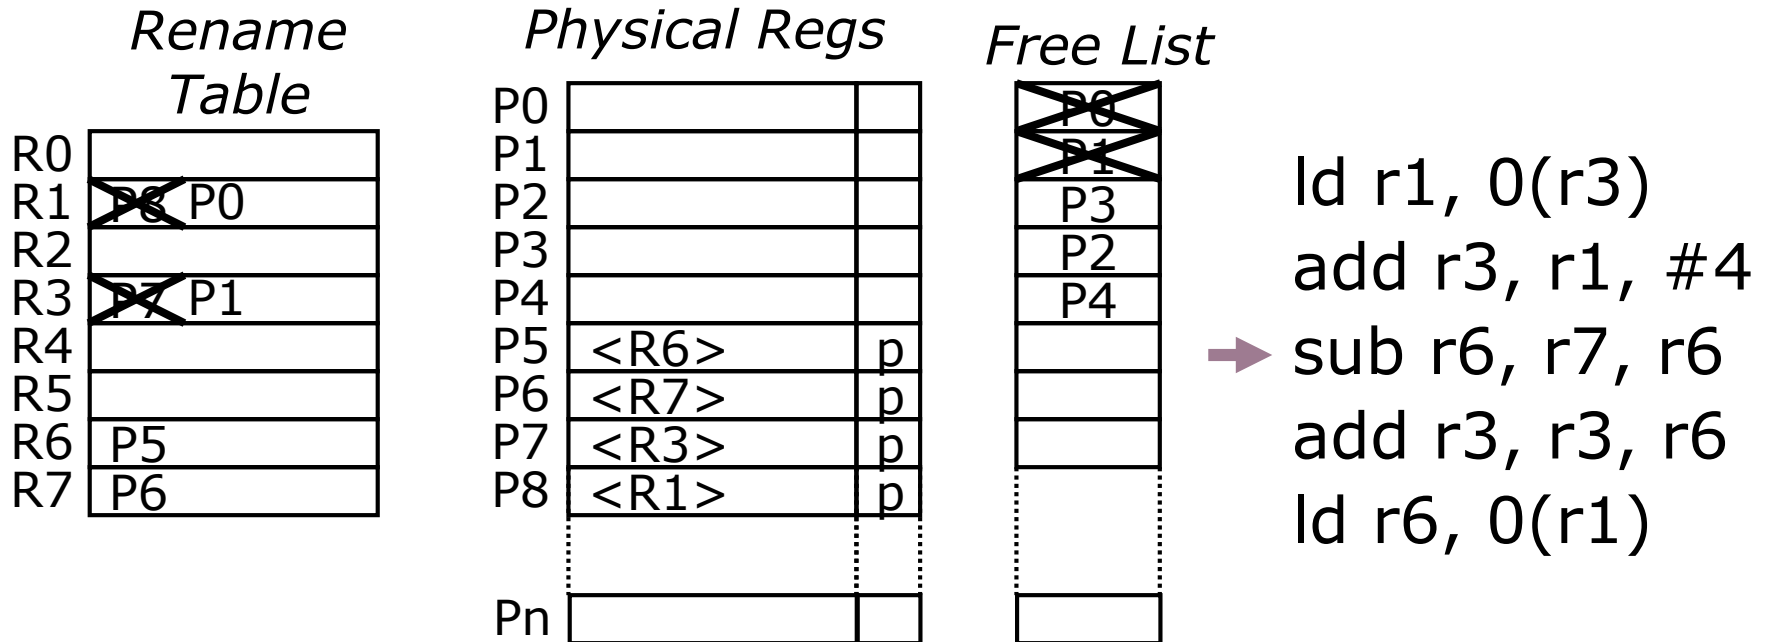 Rename
Table
R0
R1 P8 P0
R2
R3 P7 P1
R4
R5
R6 P5
R7 P6
Physical Regs
P0
P1
P2
P3
P4
P5 <R6> p
P6 <R7> p
P7 <R3> p
P8 <R1> p
Pn
Free List
P0
P1
P3
P2
P4
ld r1, 0(r3)
add r3, r1, #4
sub r6, r7, r6
add r3, r3, r6
ld r6, 0(r1)